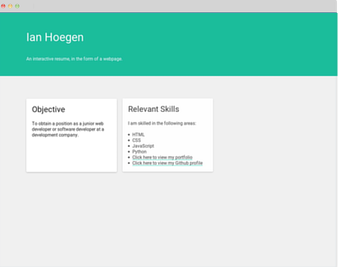 Ian Hoegen
An interactive resume, in the form of a webpage.
Objective
To obtain a position as a junior web
developer or software developer at a
development company.
Relevant Skills
I am skilled in the following areas:
HTML
CSS
JavaScript
Python
Click here to view my portfolio
Click here to view my Github profile